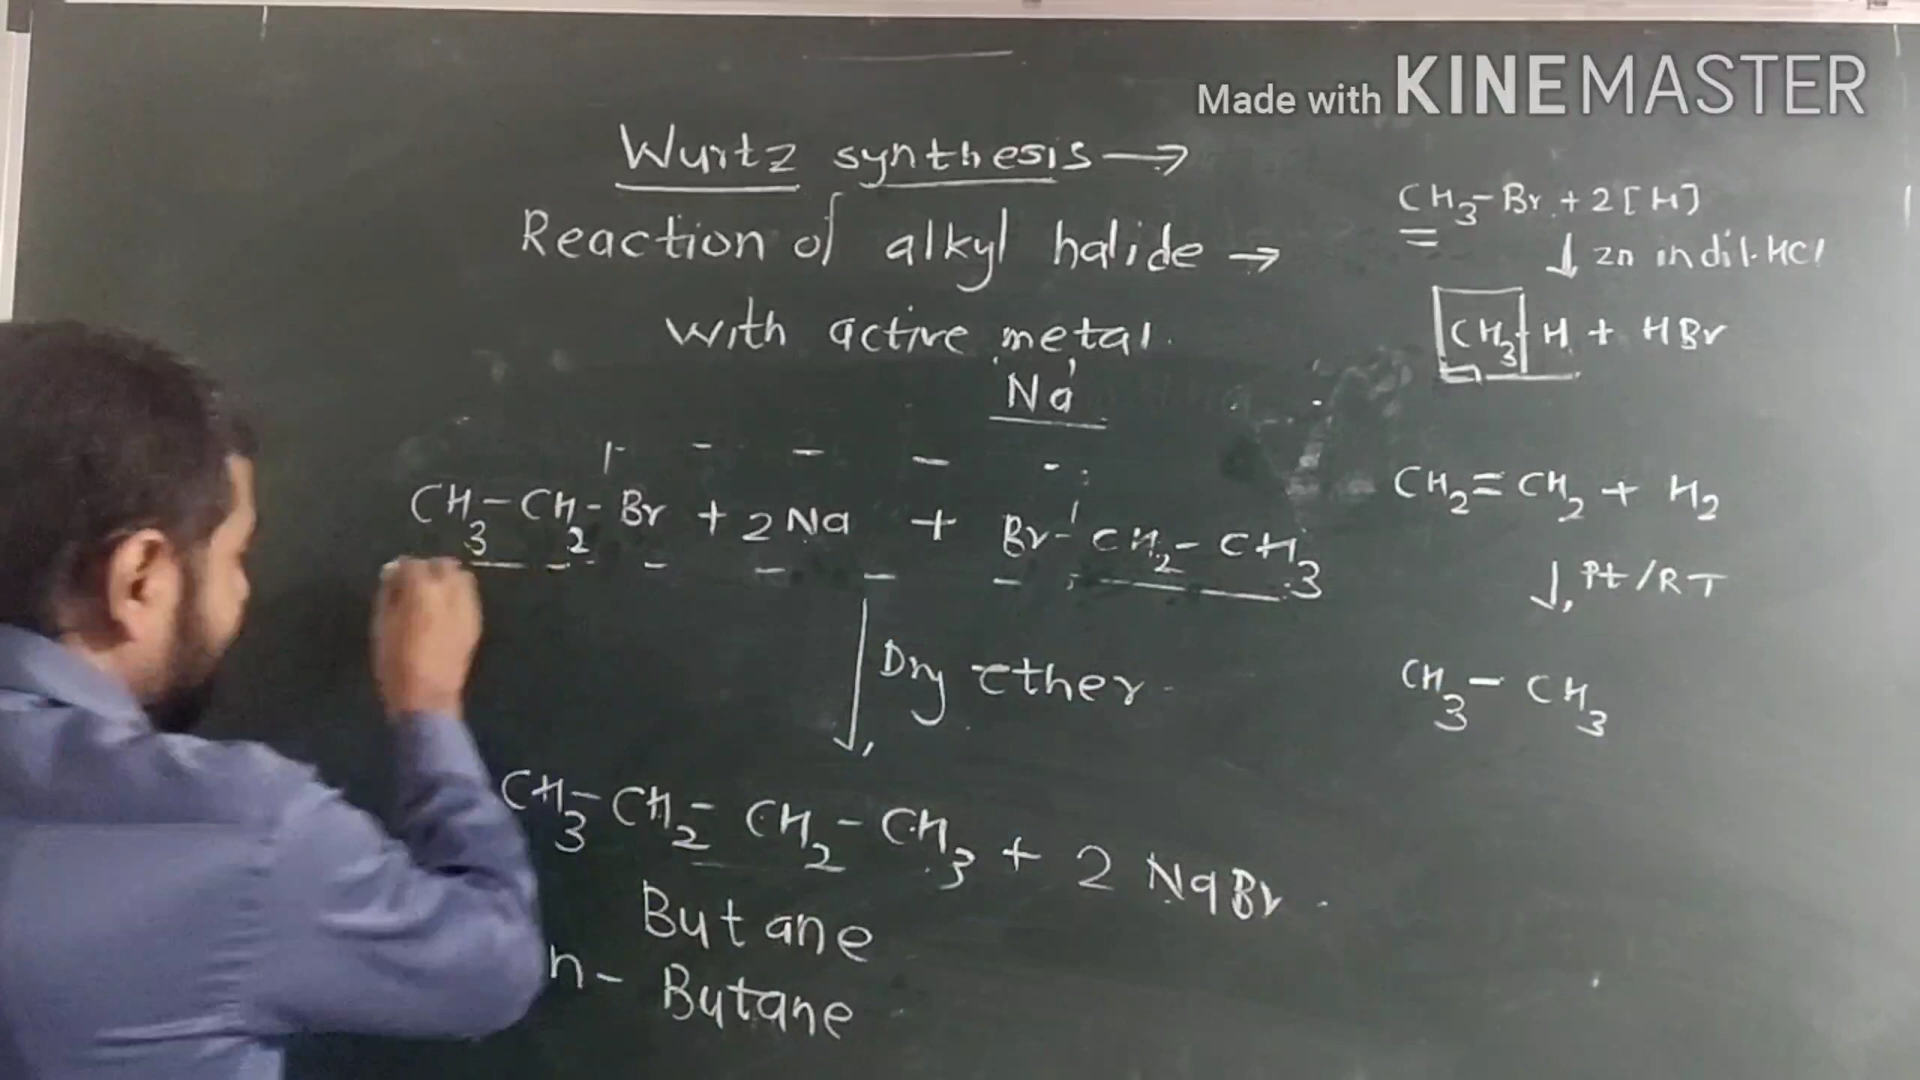 Made with KINEMASTER
Wurtz synthesis →
Reaction of alkyl halide →
with active metal.
Na
CH3-CH2-Br + 2Na + Br-CH2-CH3
↓ Dry ether
CH3-CH2-CH2-CH3 + 2NaBr
Butane
n-Butane
CH3-Br + 2[H]
↓ Zn in dil. HCl
CH3-H + HBr
CH2=CH2 + H2
↓ Pt/RT
CH3-CH3